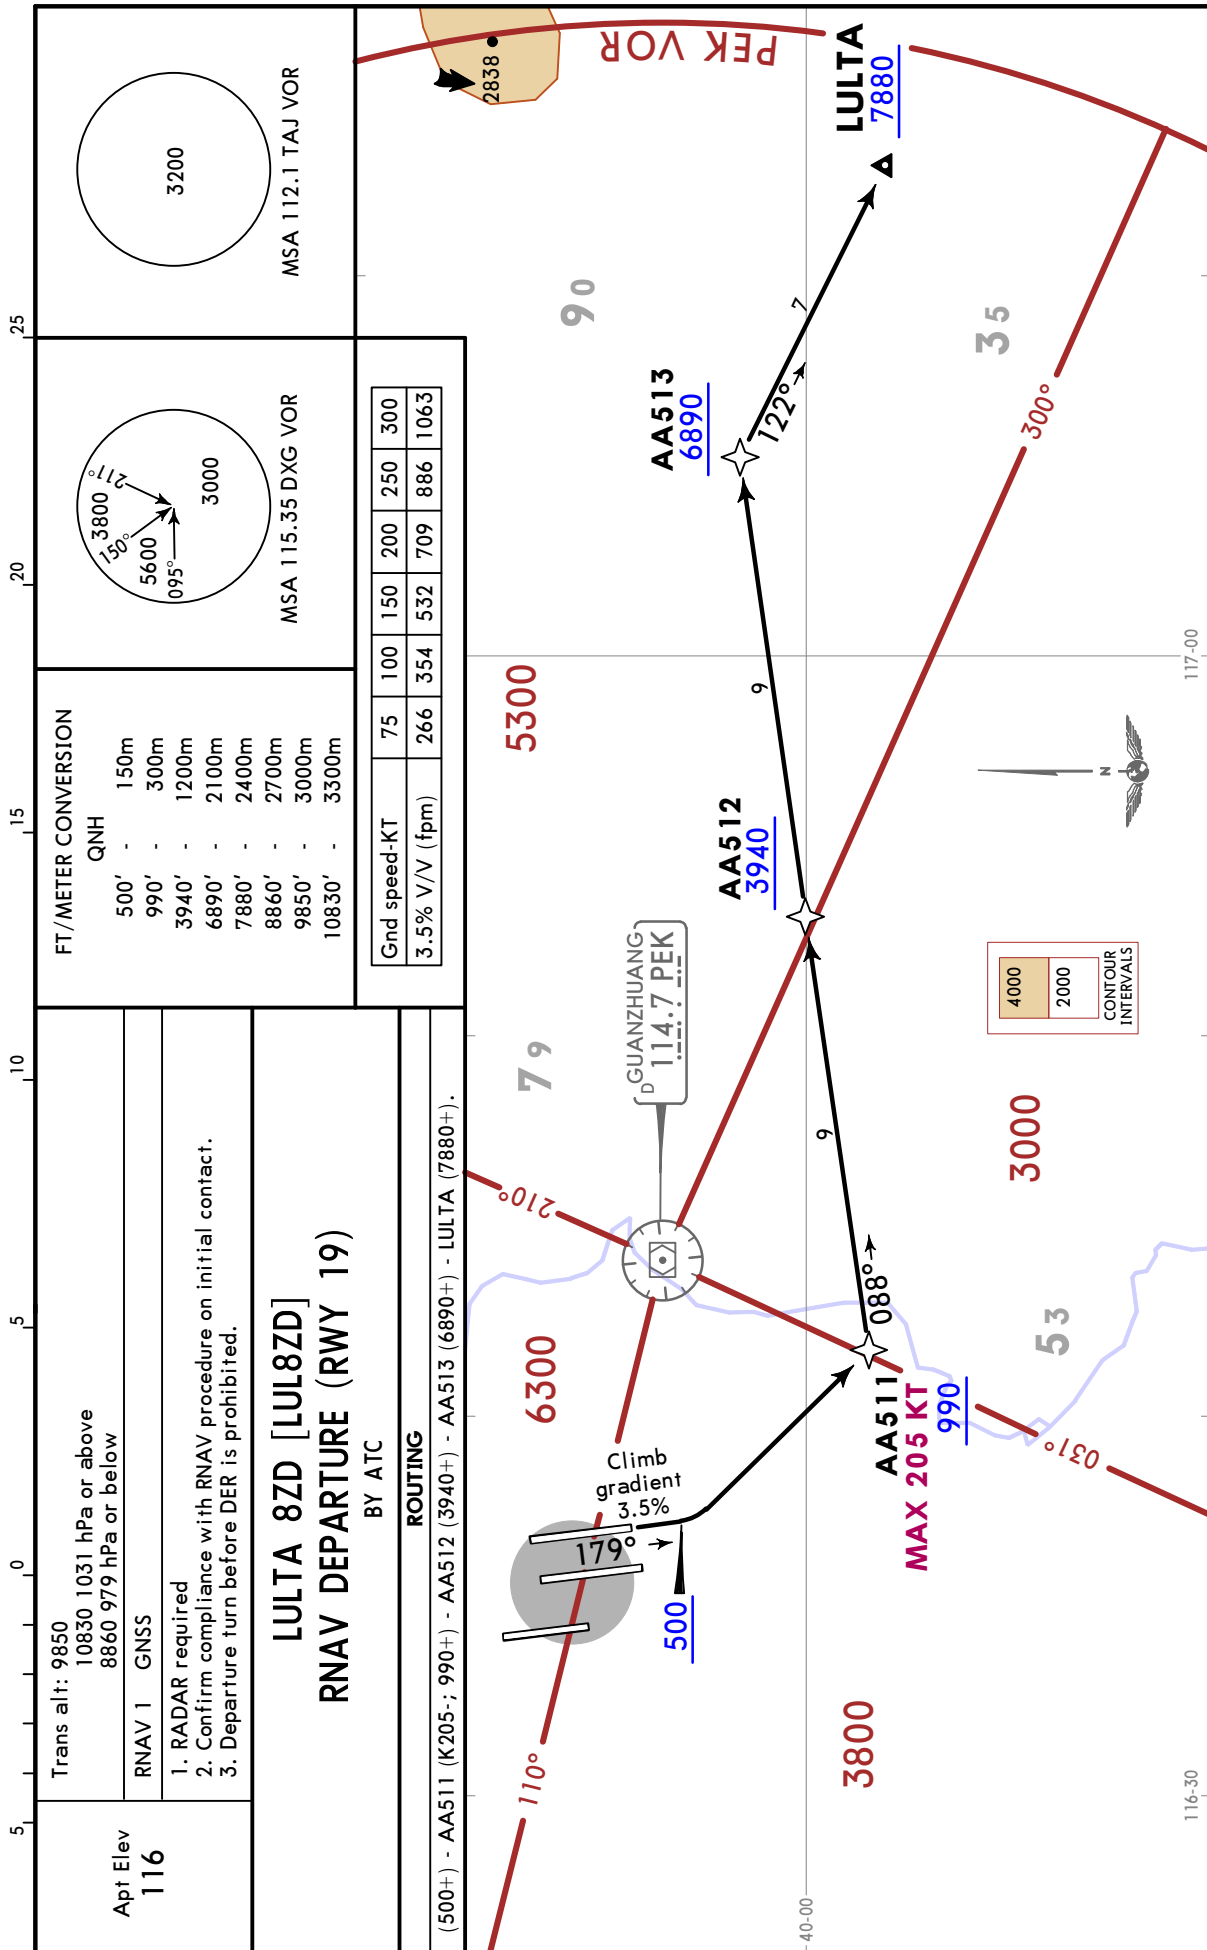 5 0 5 10 15 20 25
Apt Elev
116
Trans alt: 9850
10830 1031 hPa or above
8860 979 hPa or below
RNAV 1 GNSS
1. RADAR required
2. Confirm compliance with RNAV procedure on initial contact.
3. Departure turn before DER is prohibited.
LULTA 8ZD [LUL8ZD]
RNAV DEPARTURE (RWY 19)
BY ATC
ROUTING
(500+) - AA511 (K205-; 990+) - AA512 (3940+) - AA513 (6890+) - LULTA (7880+).
FT/METER CONVERSION
QNH
500' - 150m
990' - 300m
3940' - 1200m
6890' - 2100m
7880' - 2400m
8860' - 2700m
9850' - 3000m
10830' - 3300m
211°
3800
150°
5600
095°
3000
MSA 115.35 DXG VOR
3200
MSA 112.1 TAJ VOR
Gnd speed-KT 75 100 150 200 250 300
3.5% V/V (fpm) 266 354 532 709 886 1063
2838
PEK VOR
110°
6300
210°
79
5300
90
Climb
gradient
3.5%
179°
500
D GUANZHUANG
114.7 PEK
AA511
MAX 205 KT
990
088°
9
AA512
3940
9
AA513
6890
122°
7
LULTA
7880
3800
031°
53
3000
300°
35
4000
2000
CONTOUR
INTERVALS
N
40-00
116-30
117-00